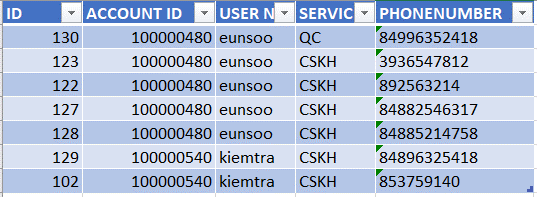 ID ACCOUNT ID USER N SERVIC PHONENUMBER
130 100000480 eunsoo QC 84996352418
123 100000480 eunsoo CSKH 3936547812
122 100000480 eunsoo CSKH 892563214
127 100000480 eunsoo CSKH 84882546317
128 100000480 eunsoo CSKH 84885214758
129 100000540 kiemtra CSKH 84896325418
102 100000540 kiemtra CSKH 853759140